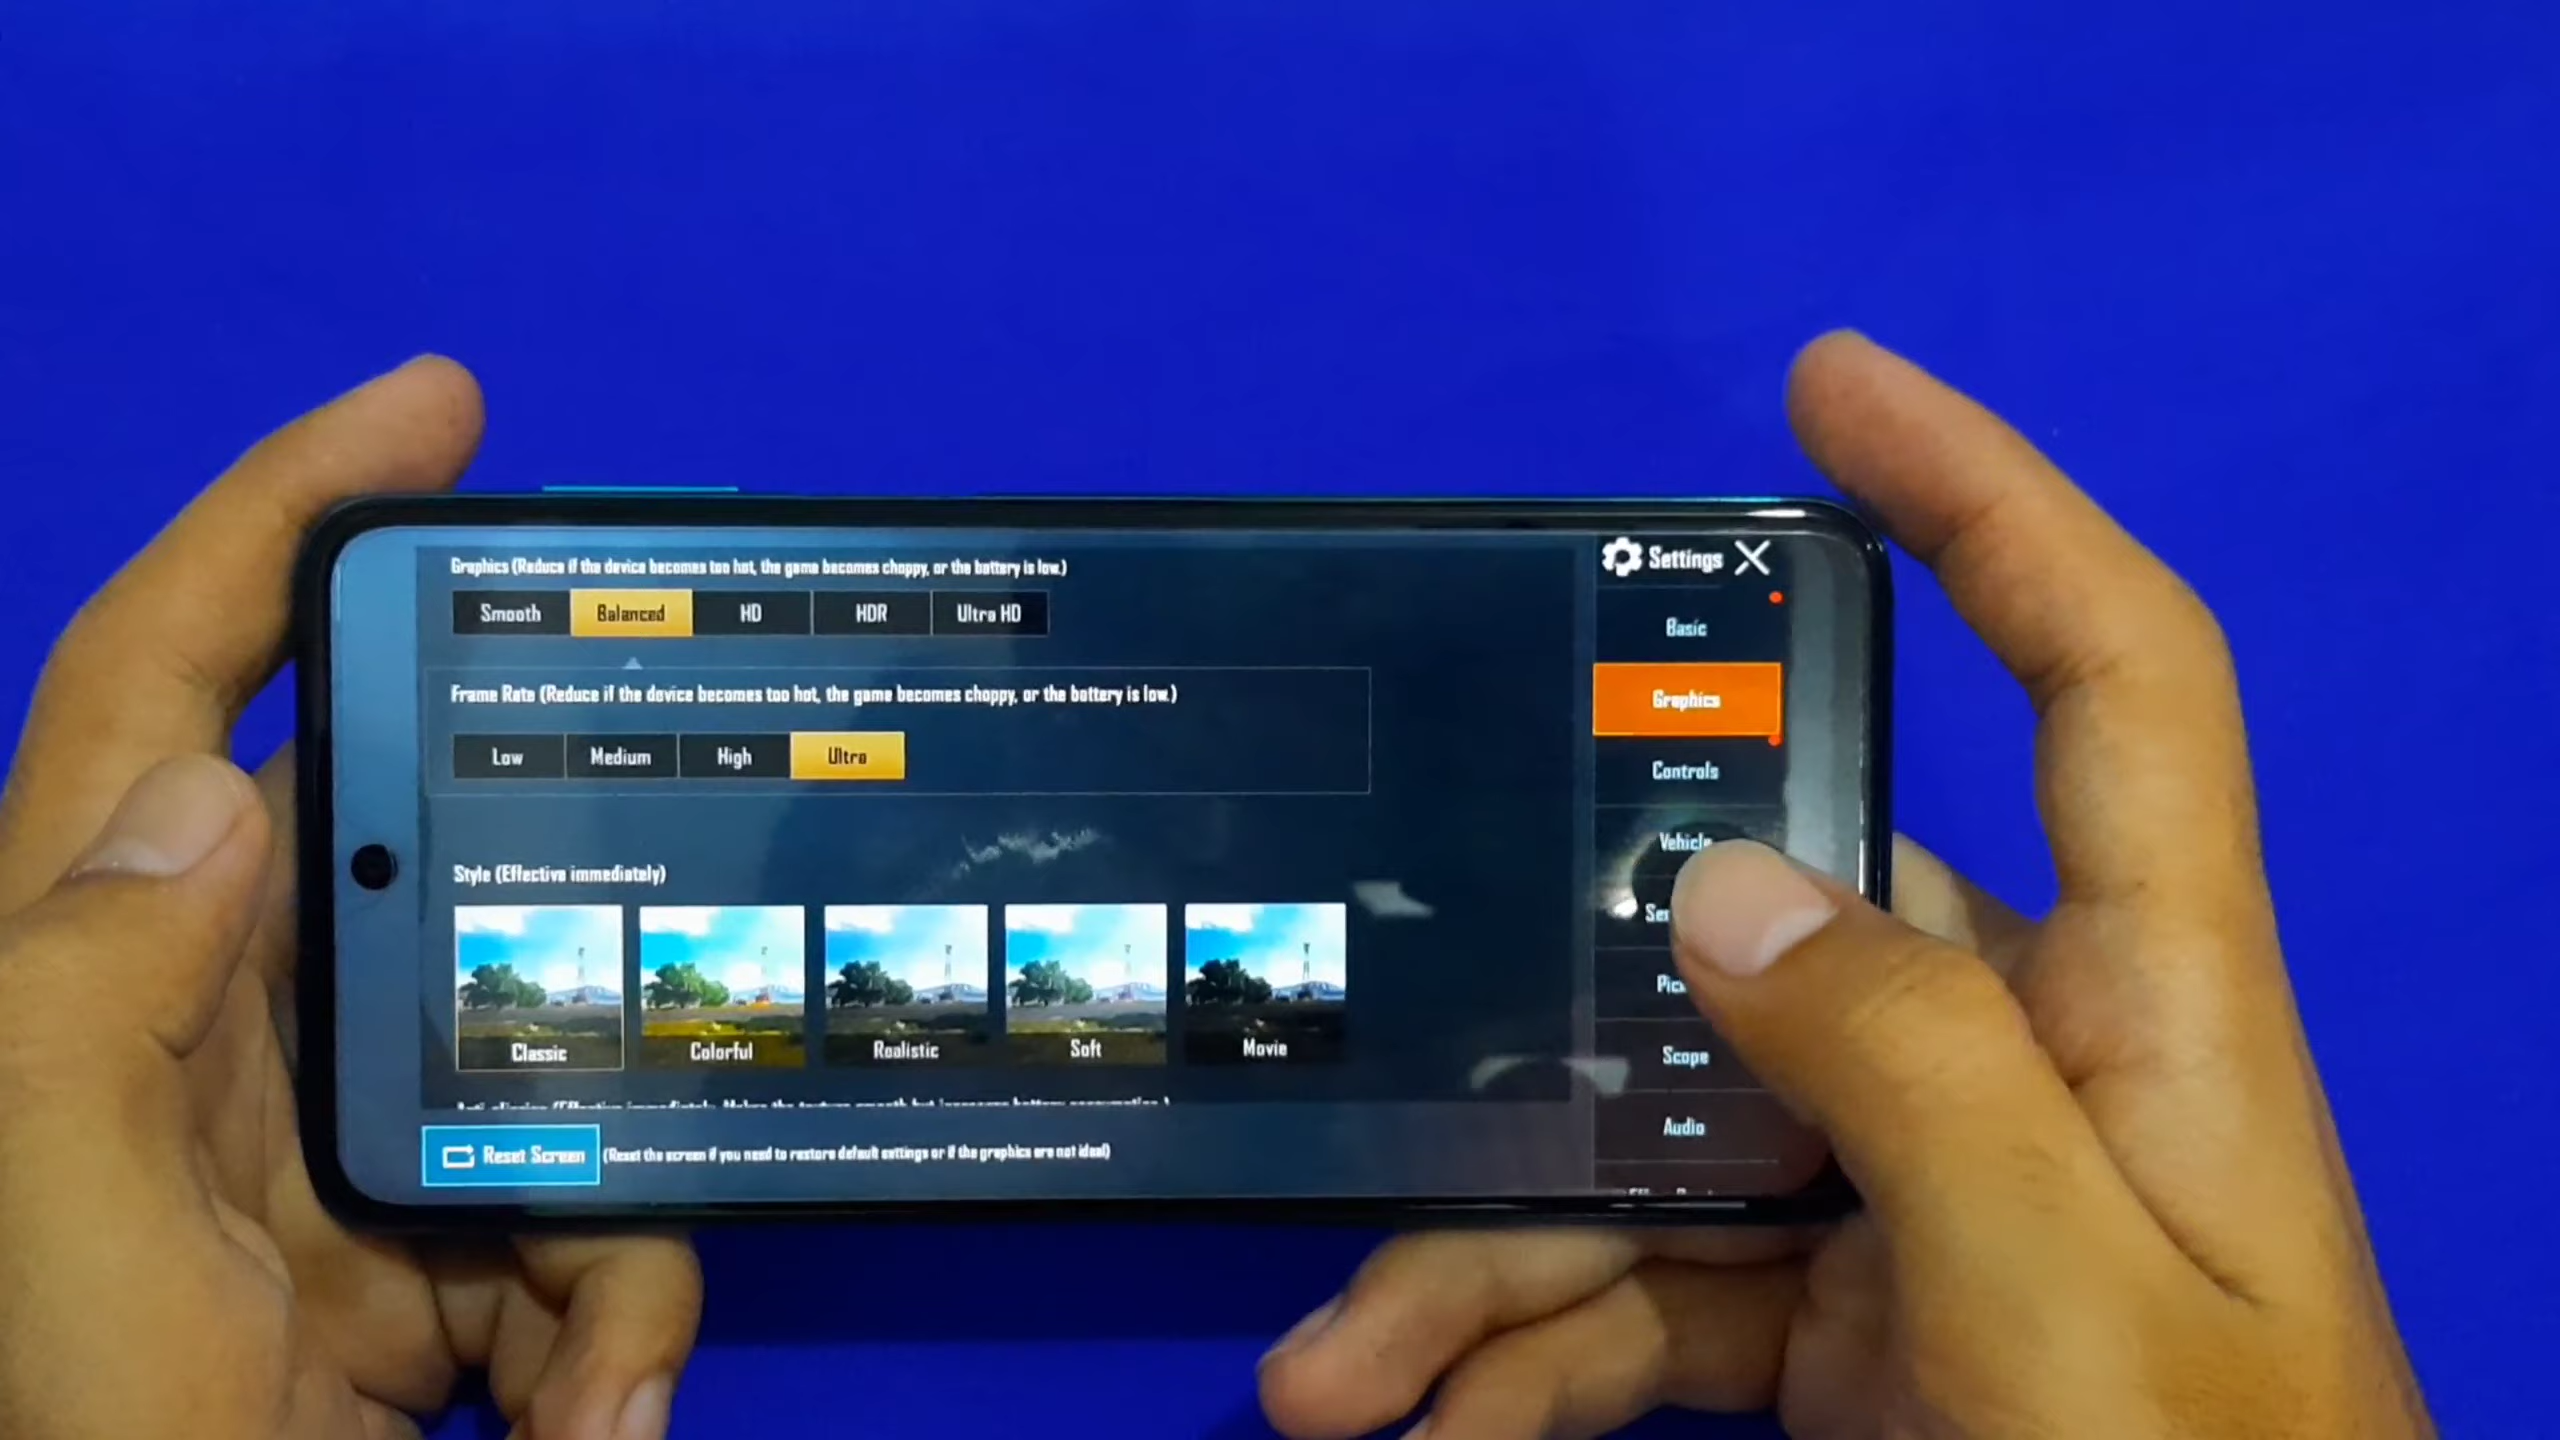 Graphics (Reduce if the device becomes too hot, the game becomes choppy, or the battery is low.)
Smooth Balanced HD HDR Ultra HD
Frame Rate (Reduce if the device becomes too hot, the game becomes choppy, or the battery is low.)
Low Medium High Ultra
Style (Effective immediately)
Classic Colorful Realistic Soft Movie
Reset Screen (Reset the screen if you need to restore default settings or if the graphics are not ideal)
Settings
Basic
Graphics
Controls
Vehicle
Scope
Audio